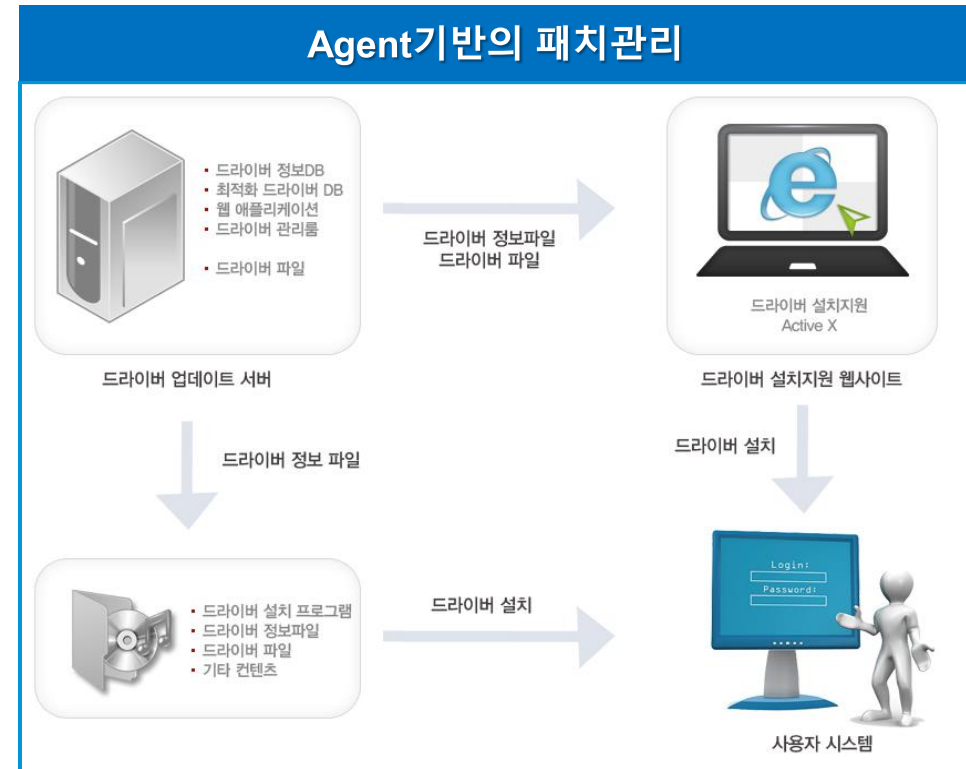 Agent기반의 패치관리
드라이버 정보DB
최적화 드라이버 DB
웹 애플리케이션
드라이버 관리룸
드라이버 파일
드라이버 정보파일
드라이버 파일
드라이버 설치지원
Active X
드라이버 업데이트 서버
드라이버 설치지원 웹사이트
드라이버 정보 파일
드라이버 설치
드라이버 설치 프로그램
드라이버 정보파일
드라이버 파일
기타 컨텐츠
드라이버 설치
Login:
Password:
사용자 시스템